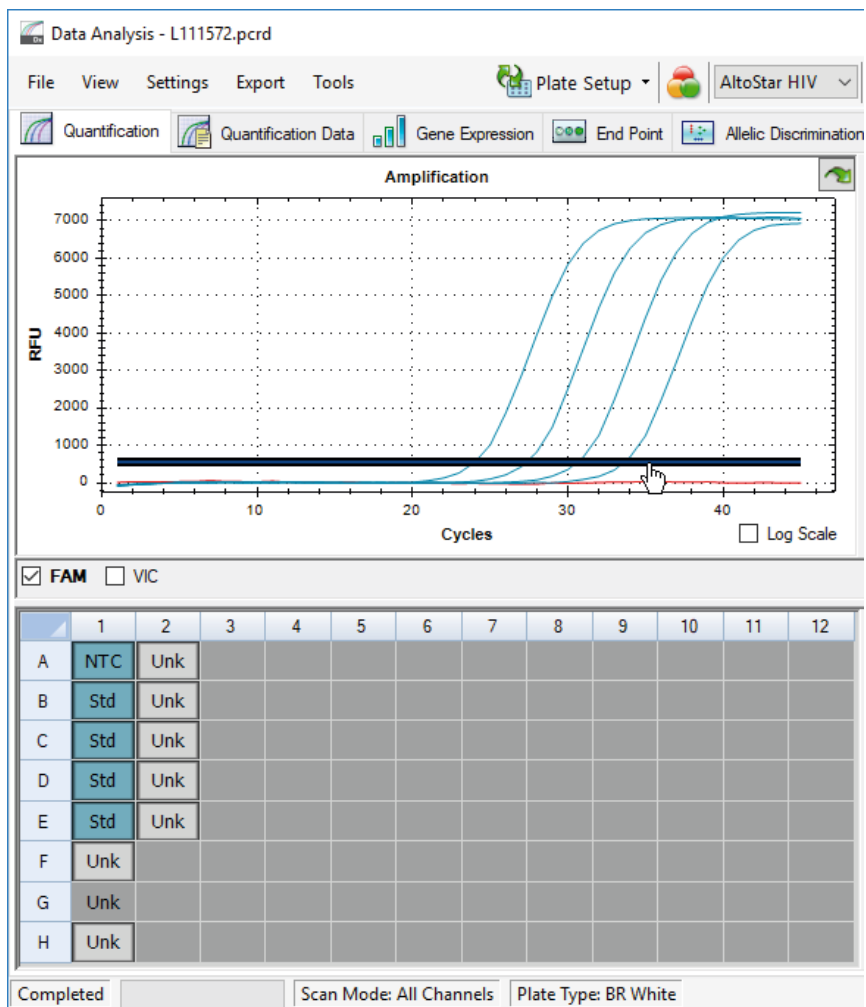 Data Analysis - L111572.pcrd
File View Settings Export Tools Plate Setup AltoStar HIV
Quantification Quantification Data Gene Expression End Point Allelic Discrimination
Amplification
7000
6000
5000
4000
3000
2000
1000
0
RFU
0 10 20 30 40
Cycles
Log Scale
FAM VIC
1 2 3 4 5 6 7 8 9 10 11 12
A NTC Unk
B Std Unk
C Std Unk
D Std Unk
E Std Unk
F Unk
G Unk
H Unk
Completed Scan Mode: All Channels Plate Type: BR White